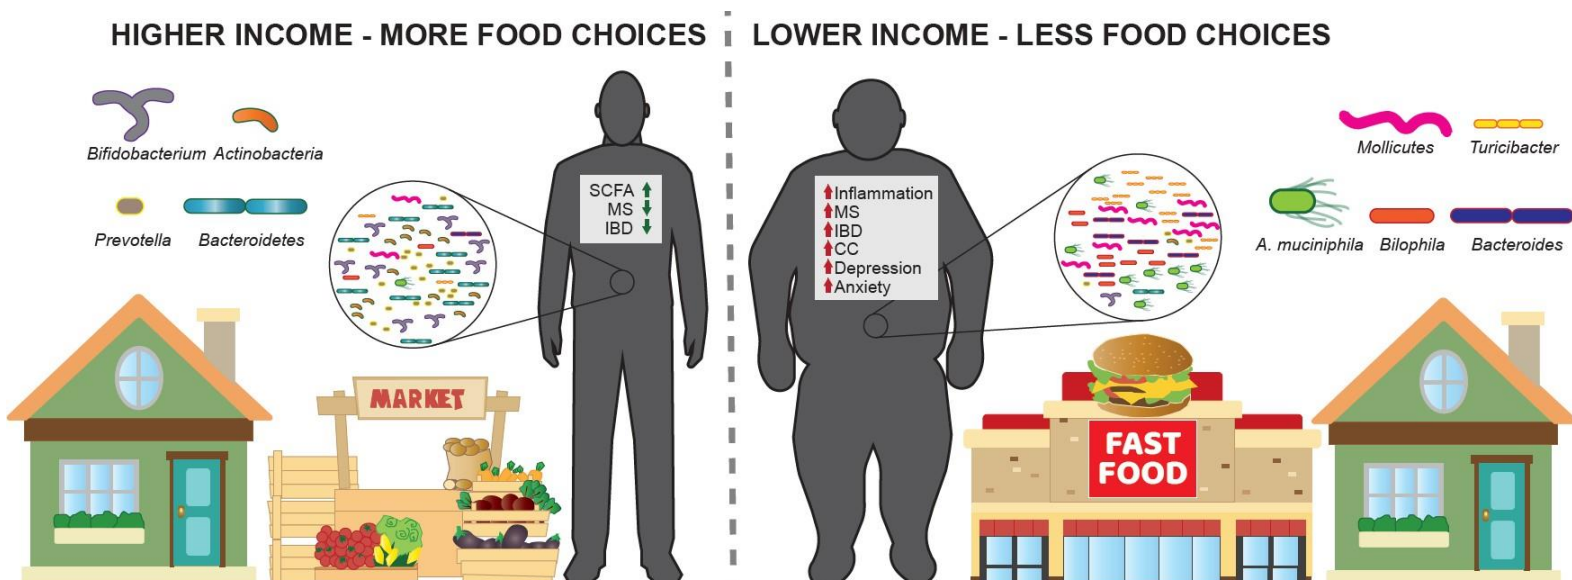 HIGHER INCOME - MORE FOOD CHOICES
Bifidobacterium Actinobacteria
Prevotella Bacteroidetes
SCFA
MS
IBD
MARKET
LOWER INCOME - LESS FOOD CHOICES
Inflammation
MS
IBD
CC
Depression
Anxiety
Mollicutes Turicibacter
A. muciniphila Bilophila Bacteroides
FAST
FOOD